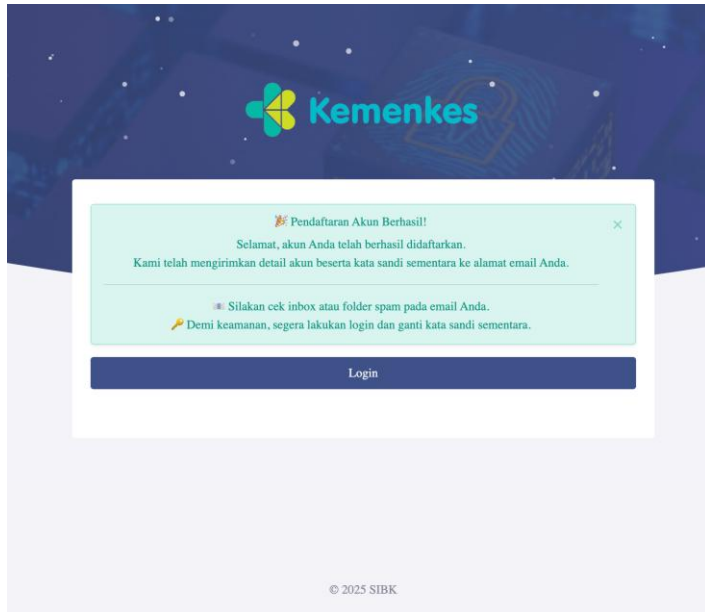 Kemenkes
🎉 Pendaftaran Akun Berhasil!
Selamat, akun Anda telah berhasil didaftarkan.
Kami telah mengirimkan detail akun beserta kata sandi sementara ke alamat email Anda.
📧 Silakan cek inbox atau folder spam pada email Anda.
🔑 Demi keamanan, segera lakukan login dan ganti kata sandi sementara.
Login
© 2025 SIBK